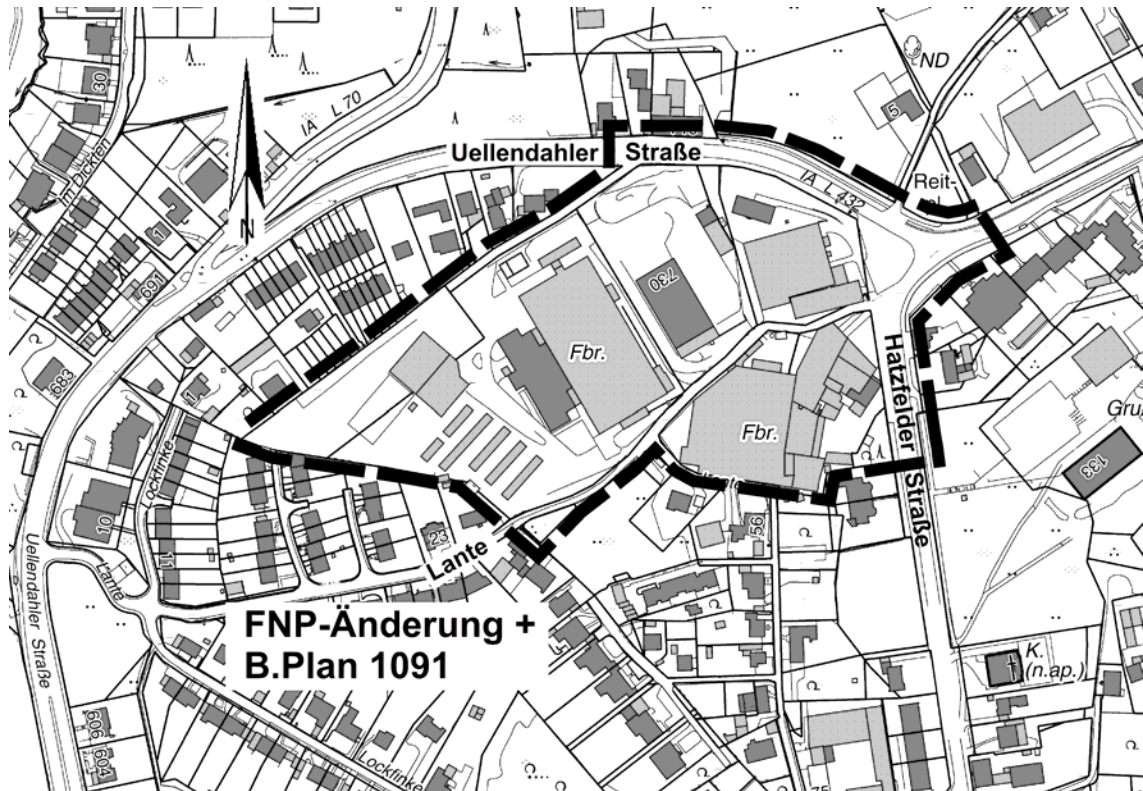 30
ND
IA L 70
5
Uellendahler Straße
Im Dickten
IA L 432
Reit-
N
1
691
730
Fbr.
683
1
Hatzfelder Straße
Lockfinke
Fbr.
133
10
23
56
11
Lante
Lante
Uellendahler Straße
FNP-Änderung +
B.Plan 1091
K.
(n.ap.)
606
604
Lockfinke
75